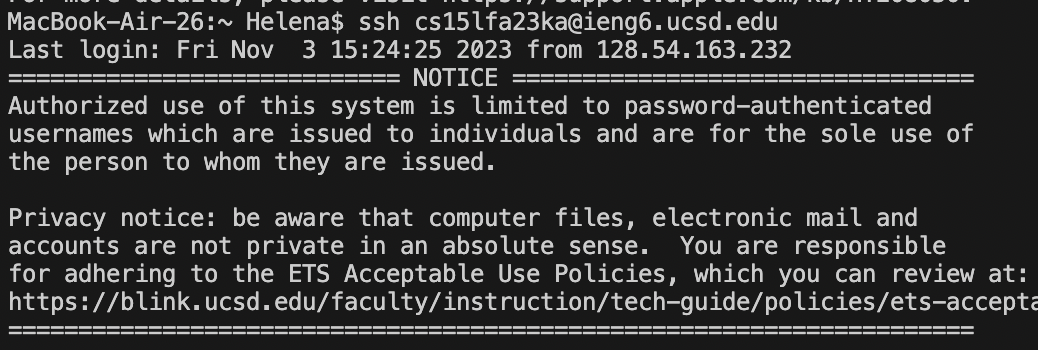 MacBook-Air-26:~ Helena$ ssh cs15lfa23ka@ieng6.ucsd.edu
Last login: Fri Nov  3 15:24:25 2023 from 128.54.163.232
============================== NOTICE =================================
Authorized use of this system is limited to password-authenticated
usernames which are issued to individuals and are for the sole use of
the person to whom they are issued.

Privacy notice: be aware that computer files, electronic mail and
accounts are not private in an absolute sense.  You are responsible
for adhering to the ETS Acceptable Use Policies, which you can review at:
https://blink.ucsd.edu/faculty/instruction/tech-guide/policies/ets-accepta
=======================================================================